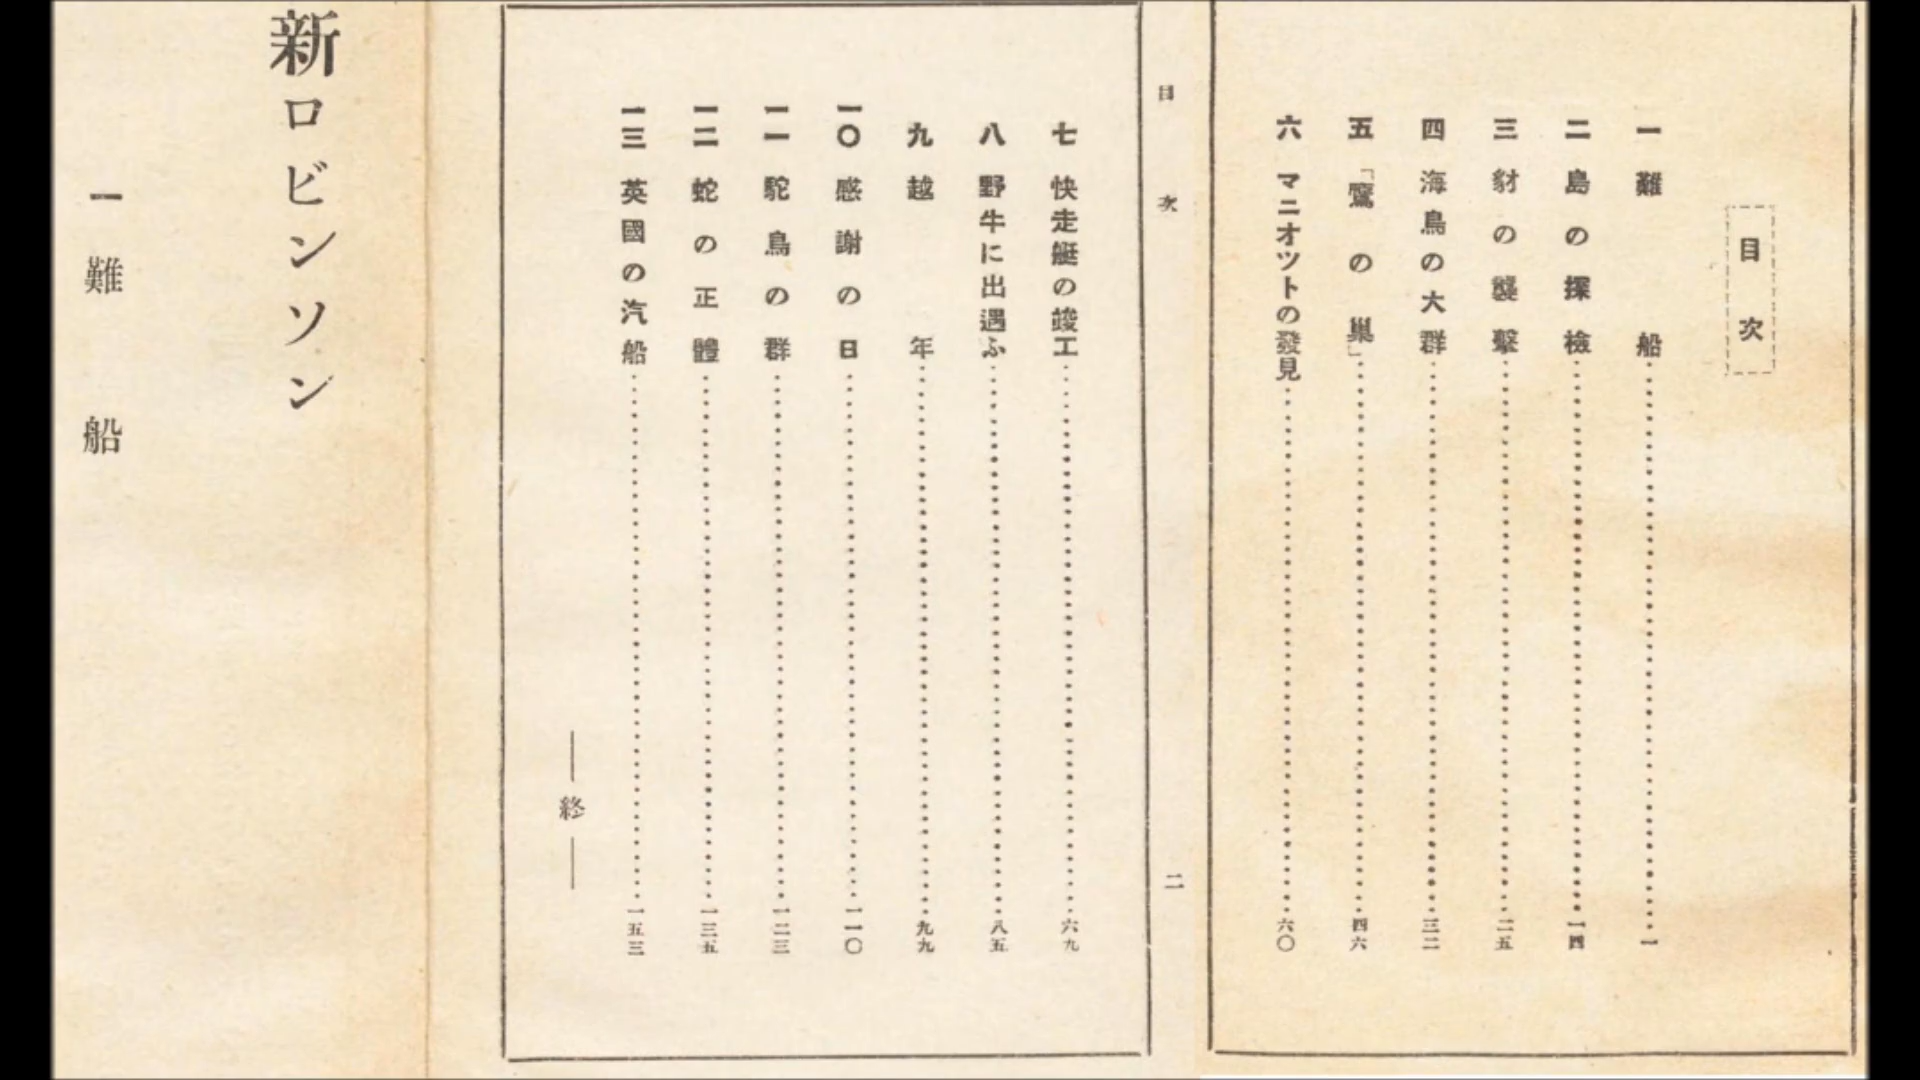 目次
一 難船……一
二 島の探檢……一四
三 豺の襲擊……二五
四 海鳥の大群……三二
五 「鷲の巢」……四六
六 マニオツトの發見……六〇
目次 二
七 快走艇の竣工……六九
八 野牛に出遇ふ……八五
九 越年……九九
一〇 感謝の日……一一〇
一一 駝鳥の群……一二三
一二 蛇の正體……一三五
一三 英國の汽船……一五三
―終―
新ロビンソン
一 難船